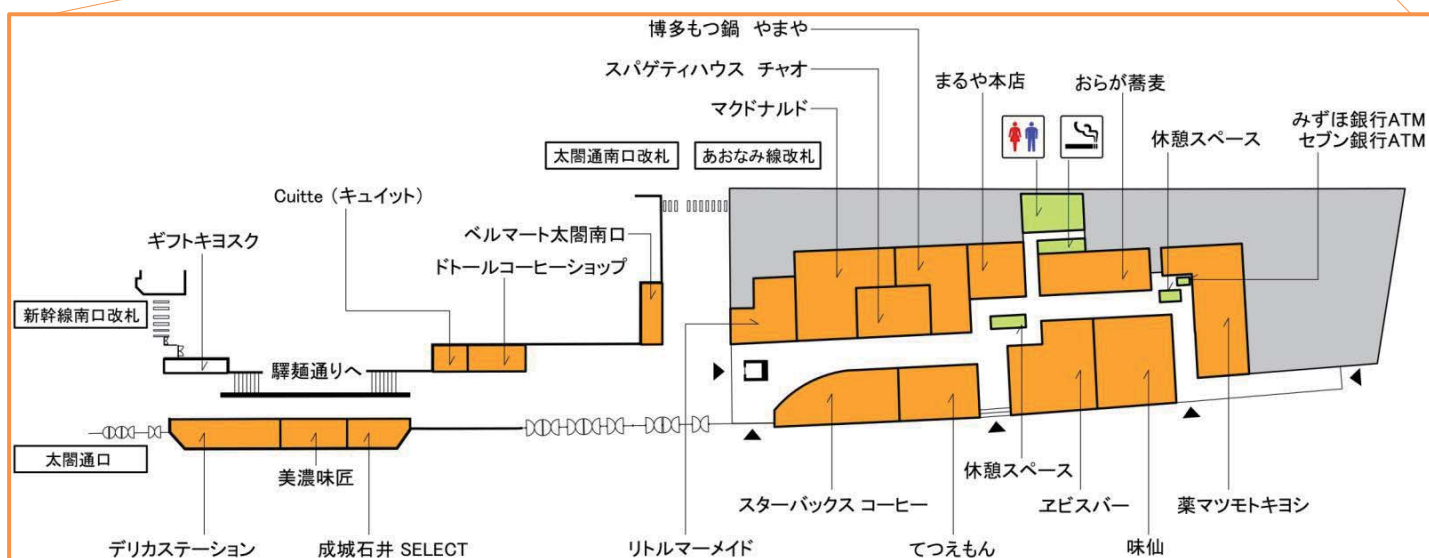 博多もつ鍋 やまや
スパゲティハウス チャオ
マクドナルド
まるや本店
おらが蕎麦
みずほ銀行ATM
セブン銀行ATM
休憩スペース
太閤通南口改札
あおなみ線改札
Cuitte（キュイット）
ベルマート太閤南口
ギフトキヨスク
ドトールコーヒーショップ
新幹線南口改札
驛麺通りへ
太閤通口
美濃味匠
休憩スペース
スターバックス コーヒー
ヱビスバー
薬マツモトキヨシ
デリカステーション
成城石井 SELECT
リトルマーメイド
てつえもん
味仙